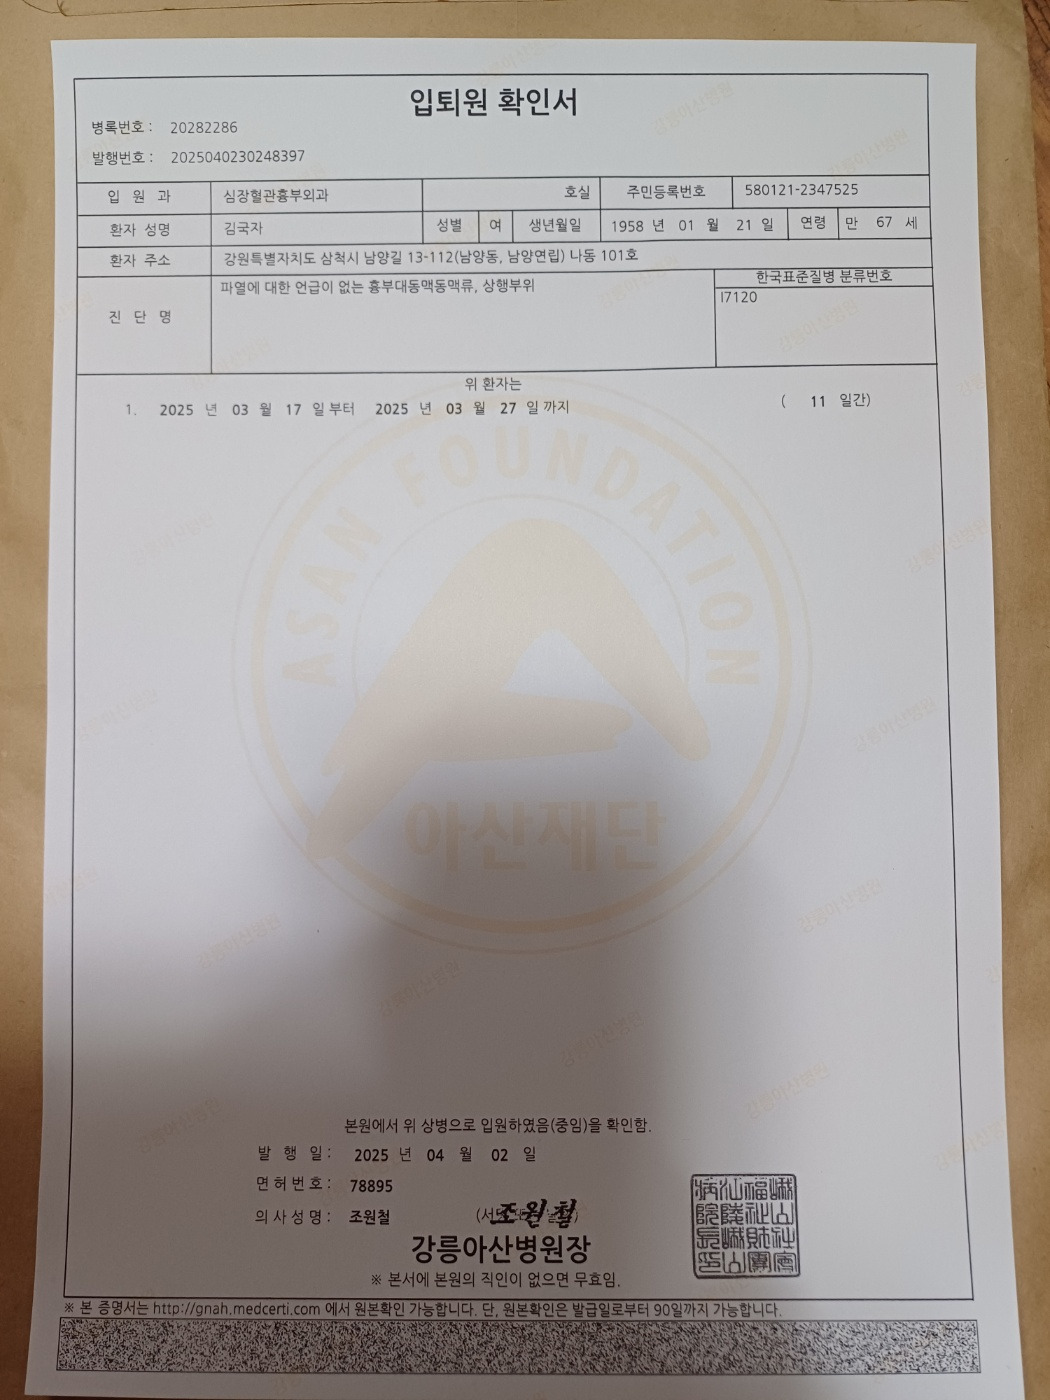 입퇴원 확인서
병록번호 : 20282286
발행번호 : 2025040230248397
입 원 과 심장혈관흉부외과 호실 주민등록번호 580121-2347525
환자 성명 김국자 성별 여 생년월일 1958 년 01 월 21 일 연령 만 67 세
환자 주소 강원특별자치도 삼척시 남양길 13-112(남양동, 남양연립) 나동 101호
진 단 명 파열에 대한 언급이 없는 흉부대동맥동맥류, 상행부위 한국표준질병 분류번호
I7120
위 환자는
1. 2025 년 03 월 17 일 부터 2025 년 03 월 27 일 까지 ( 11 일간)
ASAN FOUNDATION
아산재단
본원에서 위 상병으로 입원하였음(중임)을 확인함.
발 행 일 : 2025 년 04 월 02 일
면허번호 : 78895
의사성명 : 조원철 조원철
강릉아산병원장
※ 본서에 본원의 직인이 없으면 무효임.
※ 본 증명서는 http://gnah.medcerti.com 에서 원본확인 가능합니다. 단, 원본확인은 발급일로부터 90일까지 가능합니다.